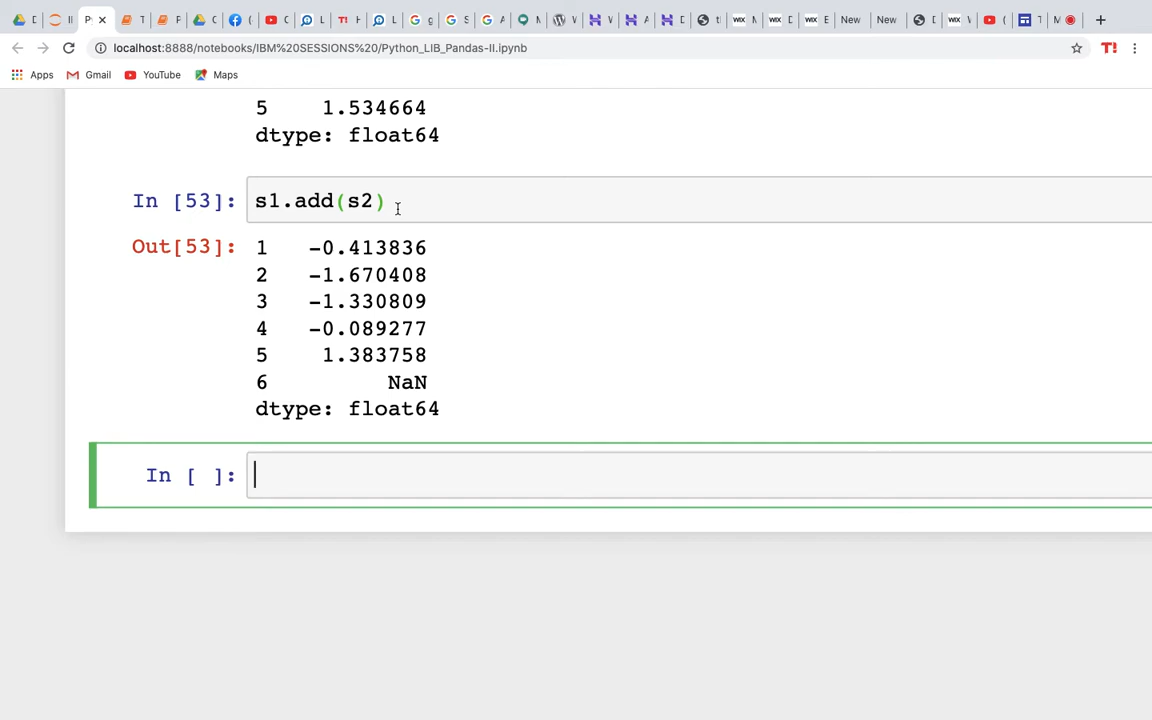 New
New
localhost:8888/notebooks/IBM%20SESSIONS%20/Python_LIB_Pandas-II.ipynb
Apps Gmail YouTube Maps
5 1.534664
dtype: float64
In [53]: s1.add(s2)
Out[53]: 1 -0.413836
2 -1.670408
3 -1.330809
4 -0.089277
5 1.383758
6 NaN
dtype: float64
In [ ]: